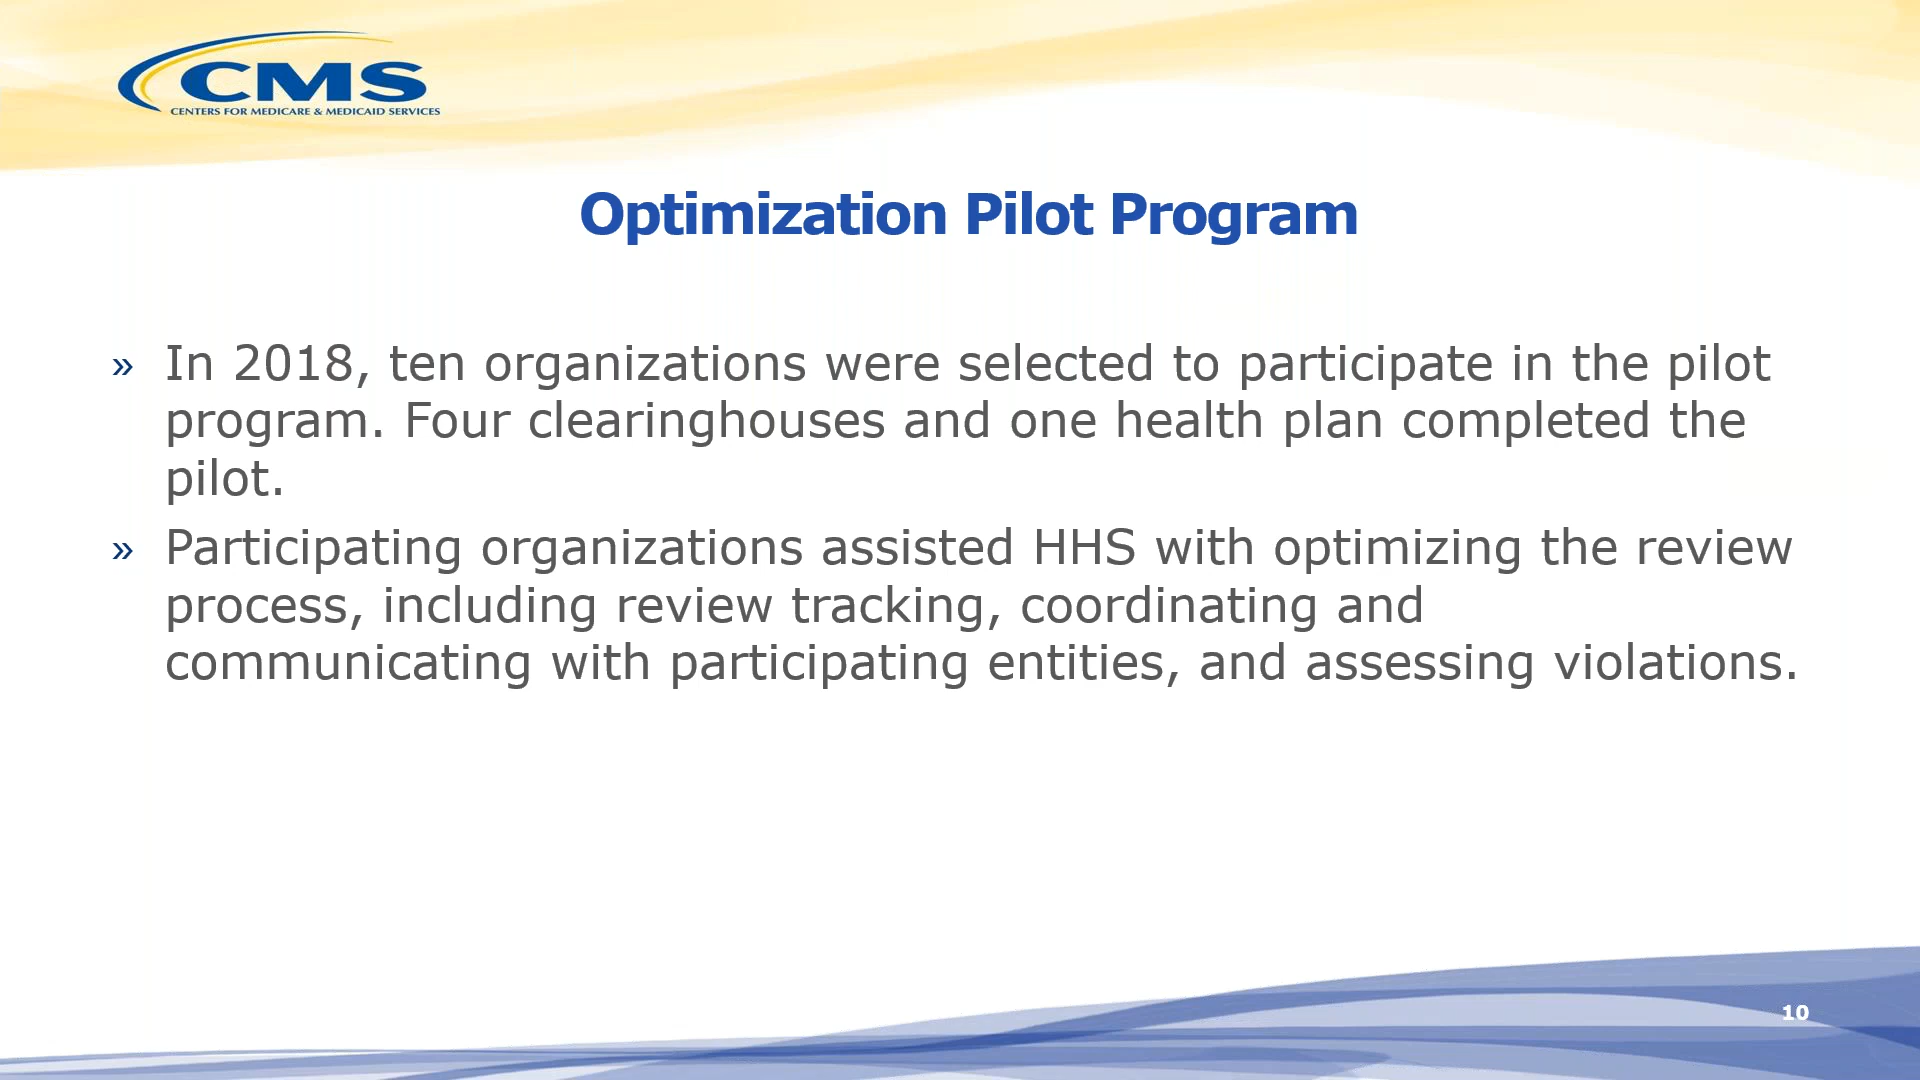 CMS
CENTERS FOR MEDICARE & MEDICAID SERVICES
Optimization Pilot Program
» In 2018, ten organizations were selected to participate in the pilot
program. Four clearinghouses and one health plan completed the
pilot.
» Participating organizations assisted HHS with optimizing the review
process, including review tracking, coordinating and
communicating with participating entities, and assessing violations.
10